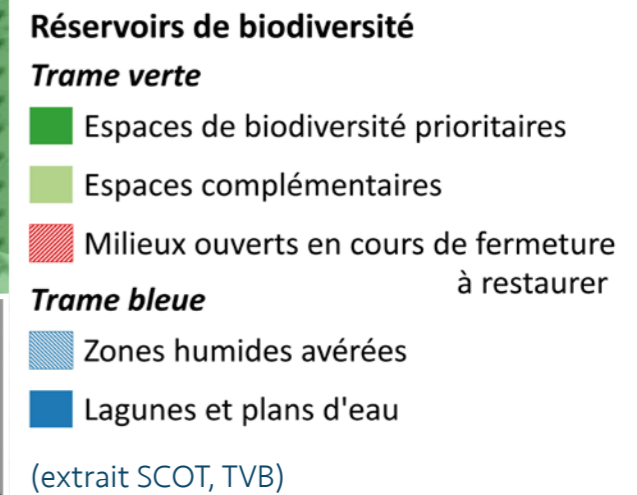 Réservoirs de biodiversité
Trame verte
Espaces de biodiversité prioritaires
Espaces complémentaires
Milieux ouverts en cours de fermeture
à restaurer
Trame bleue
Zones humides avérées
Lagunes et plans d'eau
(extrait SCOT, TVB)